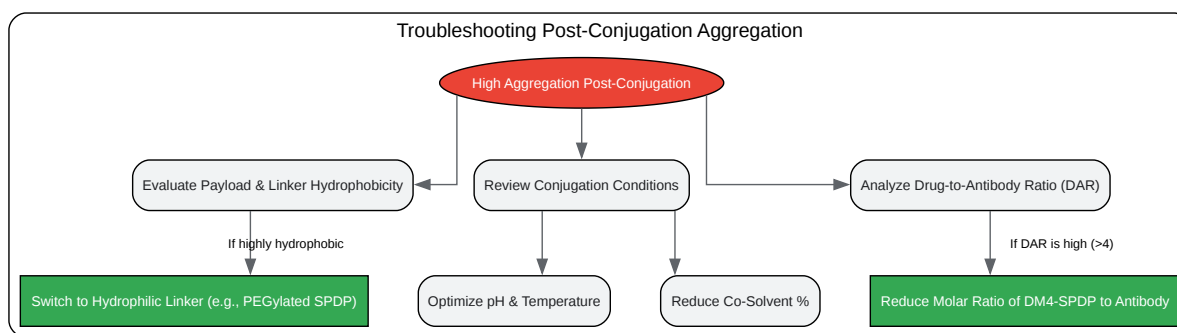 Troubleshooting Post-Conjugation Aggregation
High Aggregation Post-Conjugation
Evaluate Payload & Linker Hydrophobicity
Review Conjugation Conditions
Analyze Drug-to-Antibody Ratio (DAR)
If highly hydrophobic
If DAR is high (>4)
Switch to Hydrophilic Linker (e.g., PEGylated SPDP)
Optimize pH & Temperature
Reduce Co-Solvent %
Reduce Molar Ratio of DM4-SPDP to Antibody